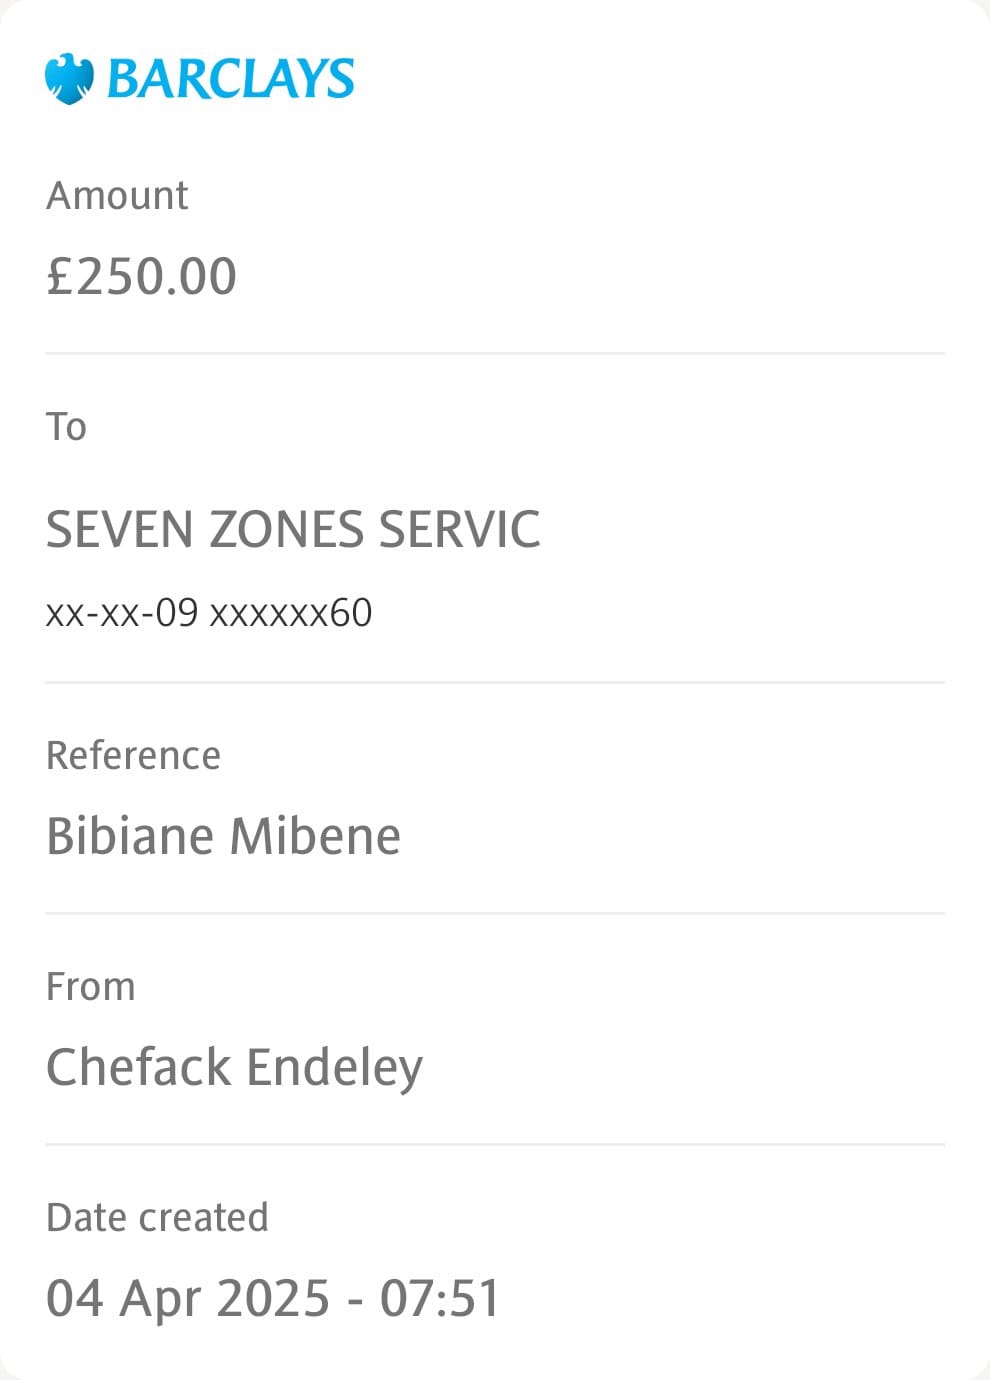 BARCLAYS
Amount
£250.00
To
SEVEN ZONES SERVIC
xx-xx-09 xxxxxx60
Reference
Bibiane Mibene
From
Chefack Endeley
Date created
04 Apr 2025 - 07:51